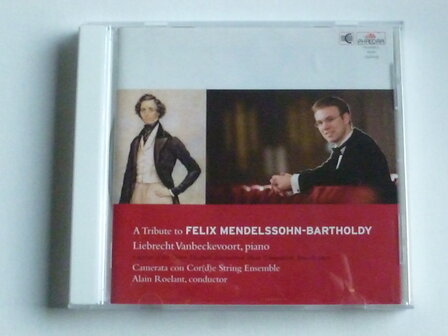 A Tribute to FELIX MENDELSSOHN-BARTHOLDY
Liebrecht Vanbeckevoort, piano
Camerata con Cor(d)e String Ensemble
Alain Roelant, conductor